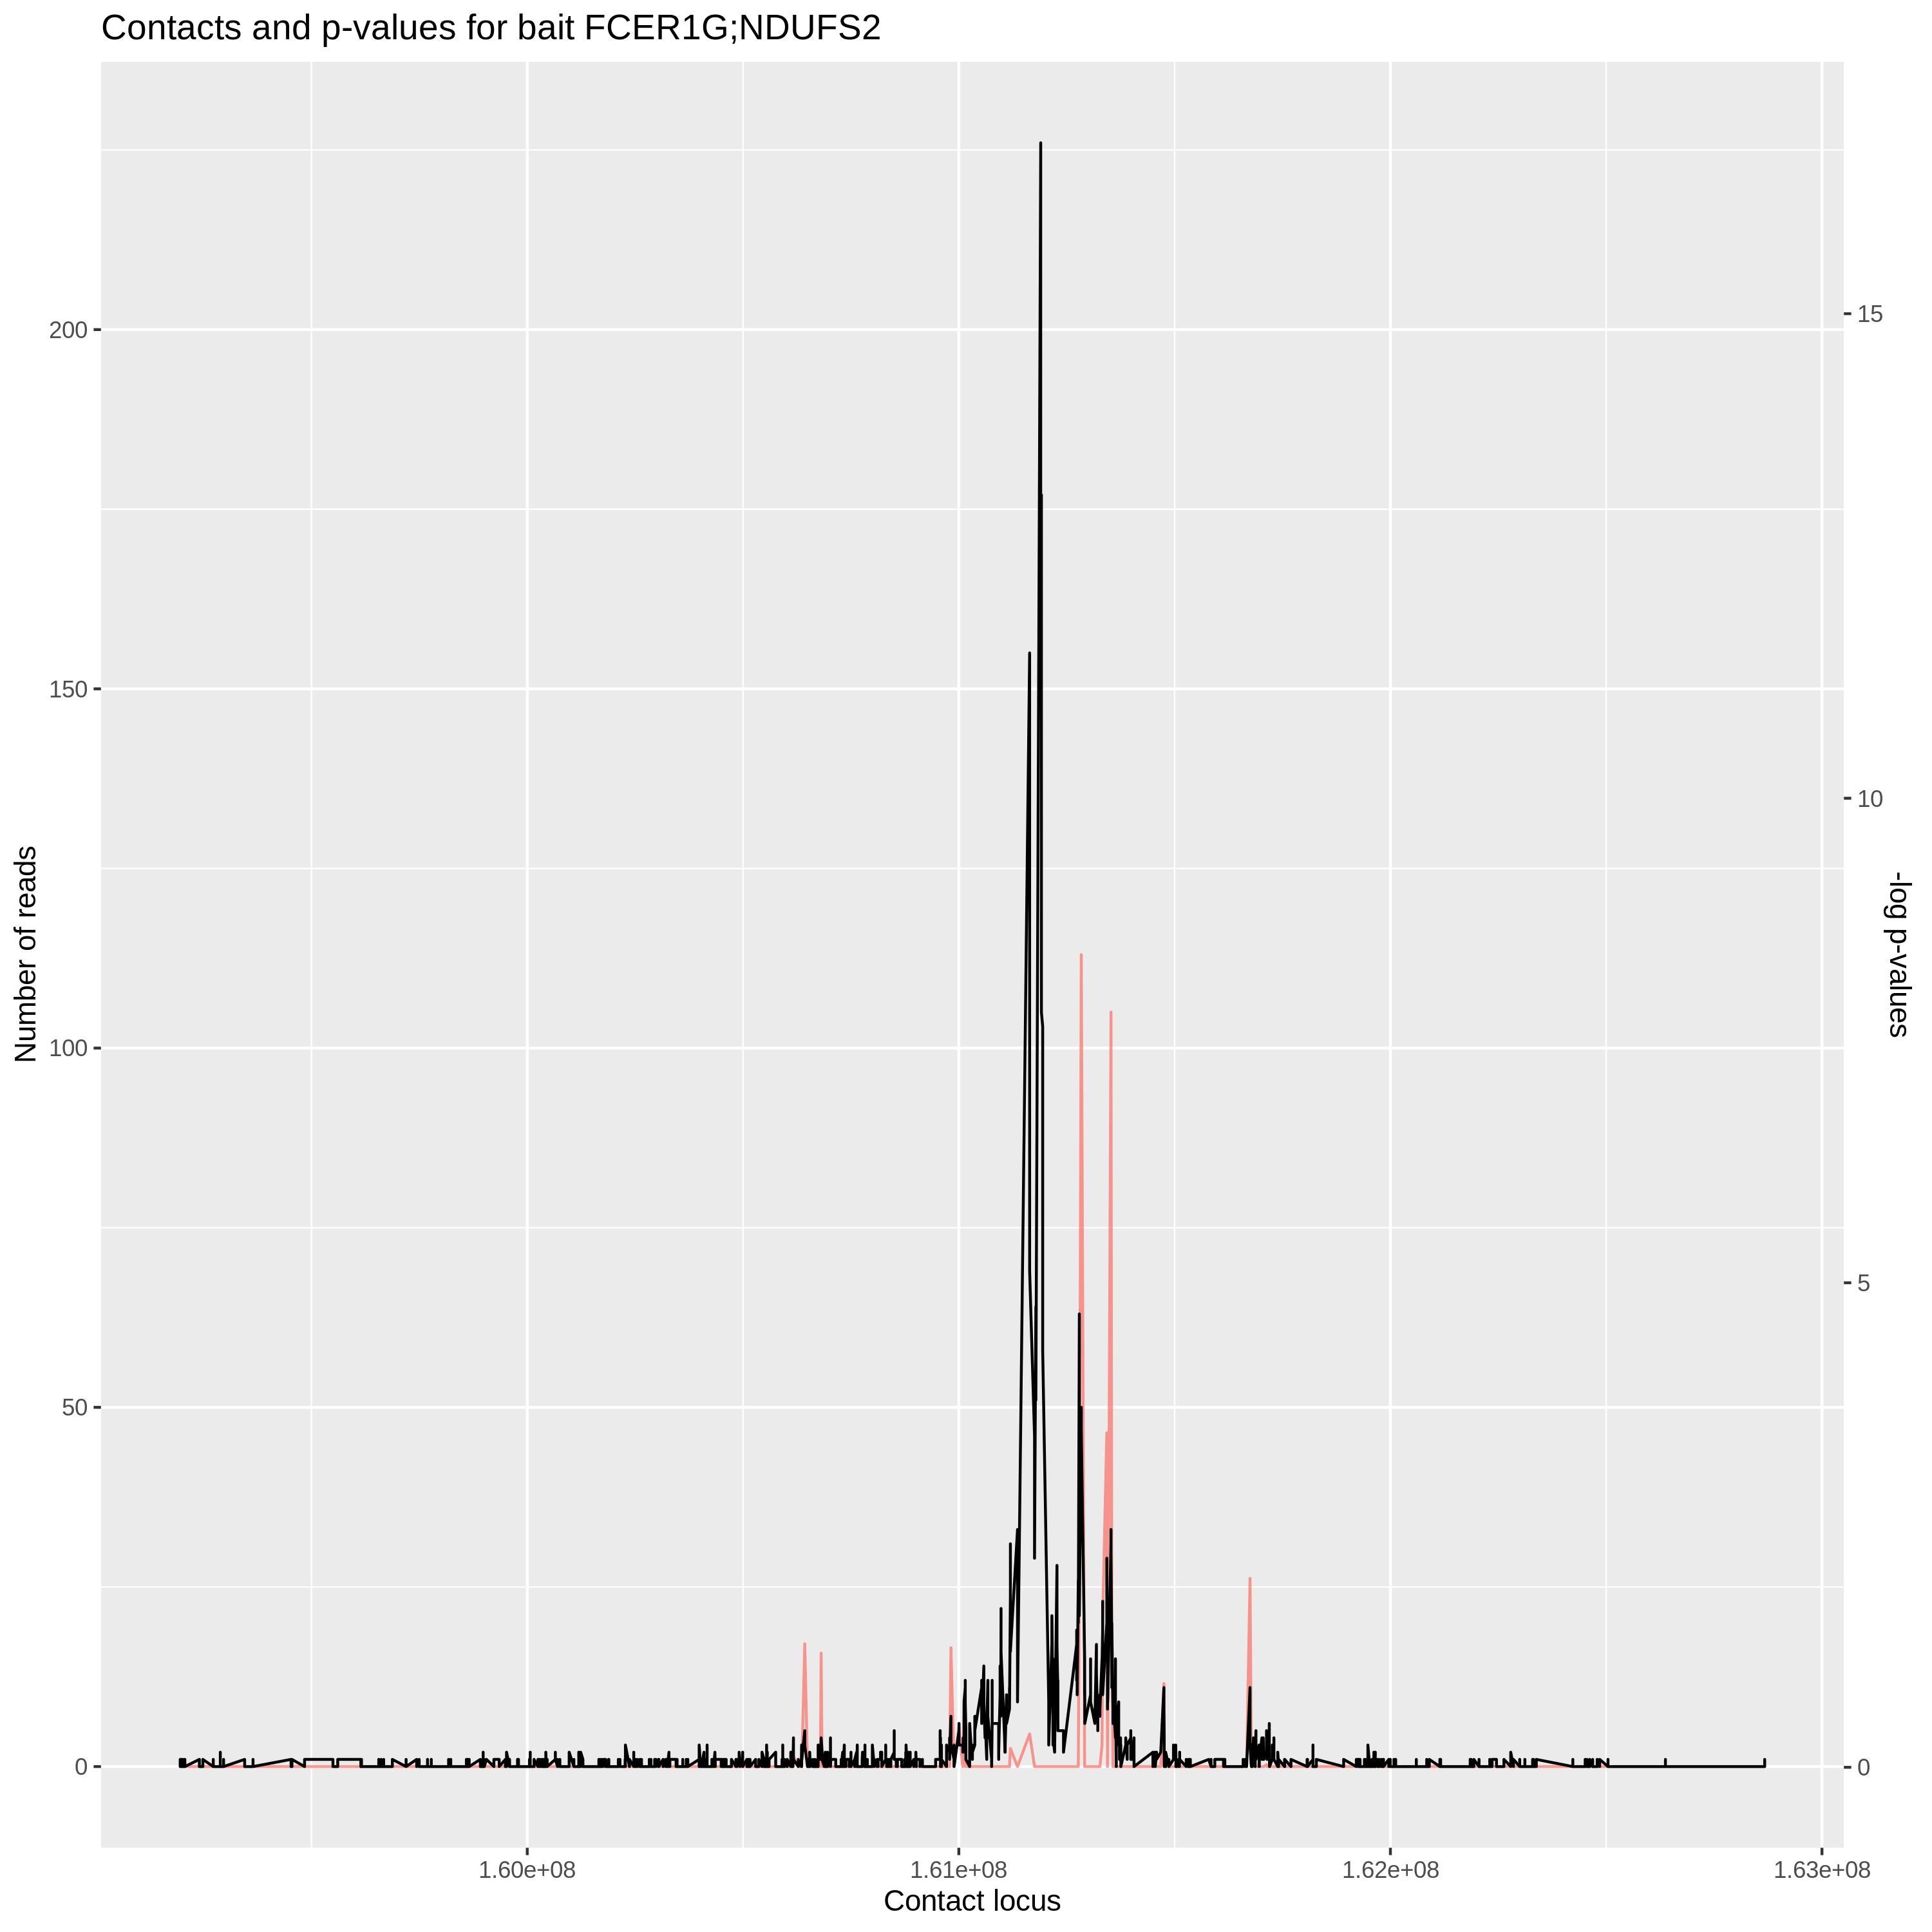 Contacts and p-values for bait FCER1G;NDUFS2
Number of reads
200
150
100
50
0
15
10
5
0
-log p-values
1.60e+08
1.61e+08
1.62e+08
1.63e+08
Contact locus